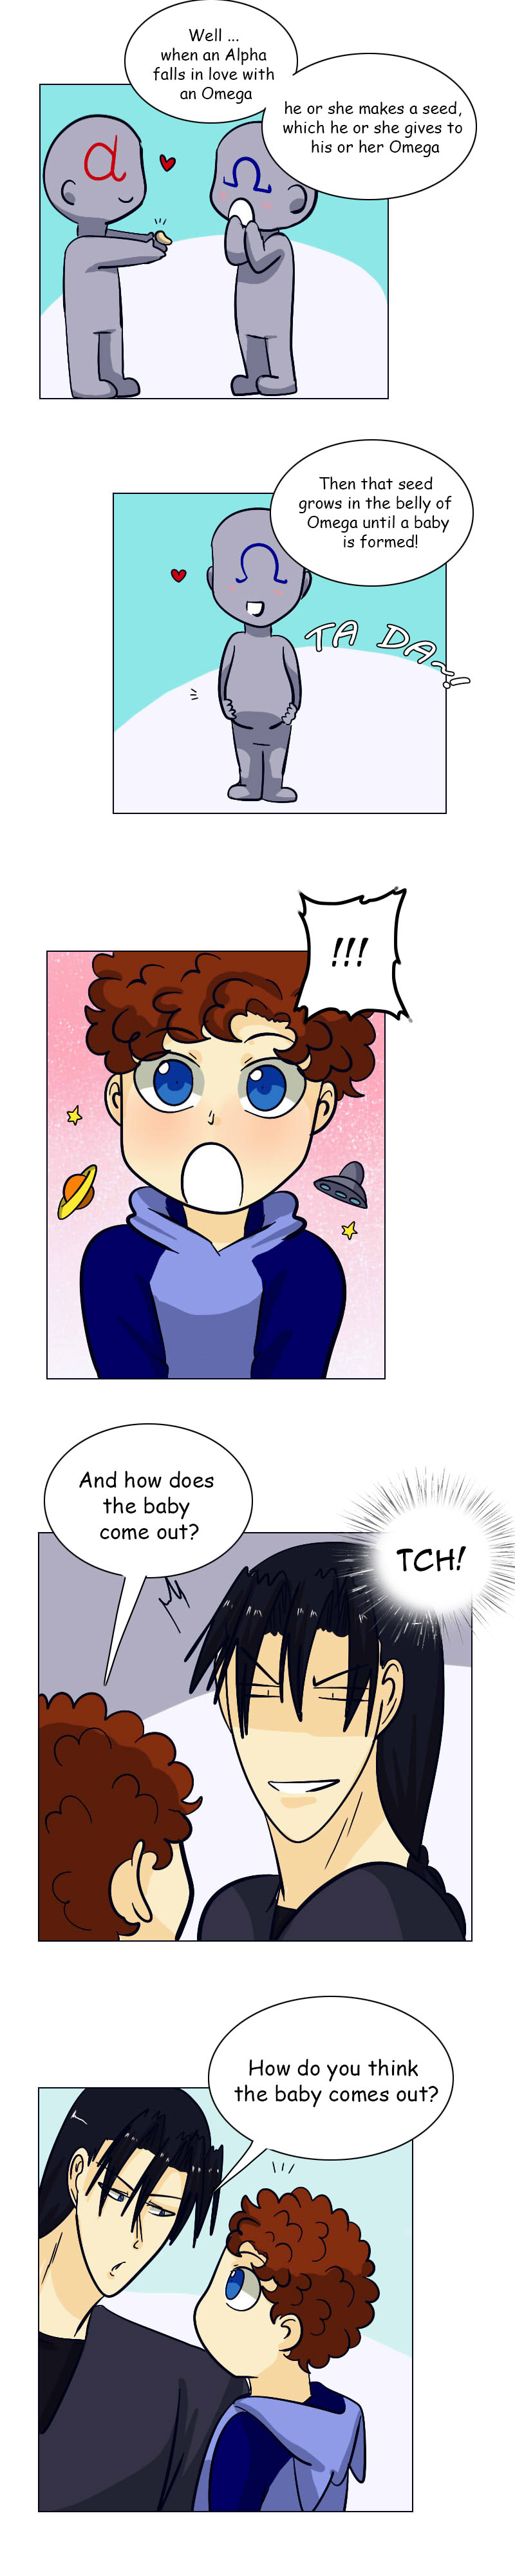 Well ...
when an Alpha
falls in love with
an Omega
he or she makes a seed,
which he or she gives to
his or her Omega
α
Ω
Then that seed
grows in the belly of
Omega until a baby
is formed!
Ω
TA DA~!
!!!
And how does
the baby
come out?
TCH!
How do you think
the baby comes out?